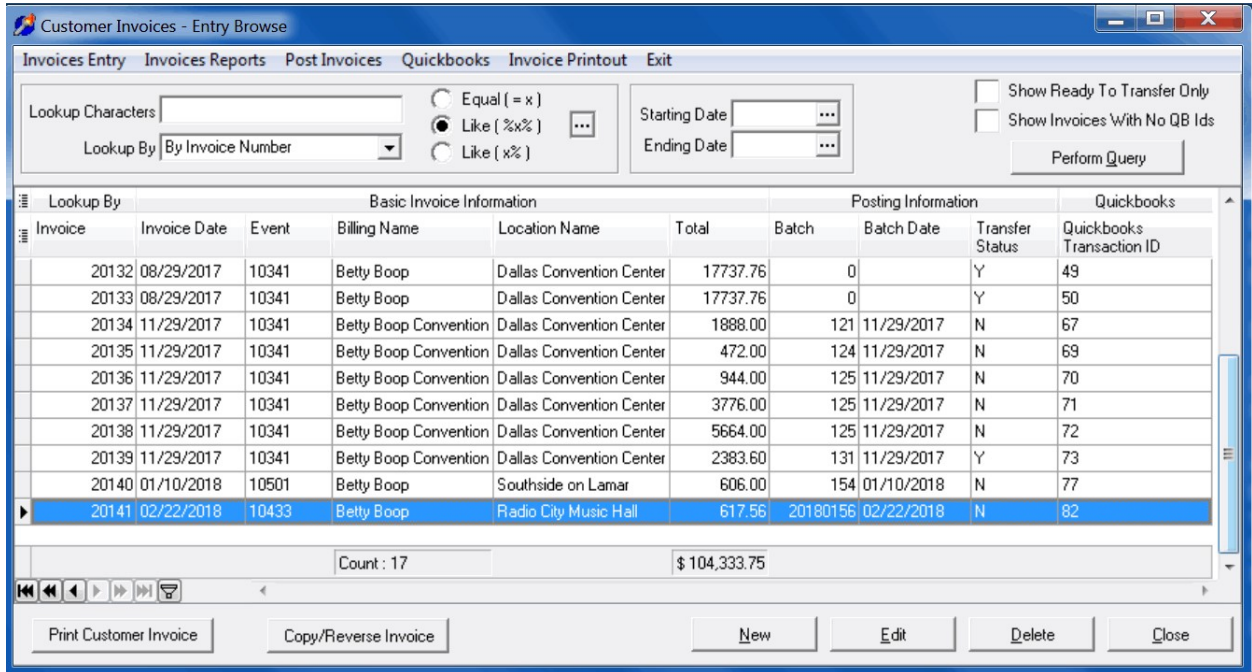 Customer Invoices - Entry Browse
Invoices Entry Invoices Reports Post Invoices Quickbooks Invoice Printout Exit
Lookup Characters
Lookup By By Invoice Number
Equal ( = x )
Like ( %x% )
Like ( x% )
...
Starting Date ...
Ending Date ...
Show Ready To Transfer Only
Show Invoices With No QB Ids
Perform Query
Lookup By Basic Invoice Information Posting Information Quickbooks
Invoice Invoice Date Event Billing Name Location Name Total Batch Batch Date Transfer Status Quickbooks Transaction ID
20132 08/29/2017 10341 Betty Boop Dallas Convention Center 17737.76 0 Y 49
20133 08/29/2017 10341 Betty Boop Dallas Convention Center 17737.76 0 Y 50
20134 11/29/2017 10341 Betty Boop Convention Dallas Convention Center 1888.00 121 11/29/2017 N 67
20135 11/29/2017 10341 Betty Boop Convention Dallas Convention Center 472.00 124 11/29/2017 N 69
20136 11/29/2017 10341 Betty Boop Convention Dallas Convention Center 944.00 125 11/29/2017 N 70
20137 11/29/2017 10341 Betty Boop Convention Dallas Convention Center 3776.00 125 11/29/2017 N 71
20138 11/29/2017 10341 Betty Boop Convention Dallas Convention Center 5664.00 125 11/29/2017 N 72
20139 11/29/2017 10341 Betty Boop Convention Dallas Convention Center 2383.60 131 11/29/2017 Y 73
20140 01/10/2018 10501 Betty Boop Southside on Lamar 606.00 154 01/10/2018 N 77
20141 02/22/2018 10433 Betty Boop Radio City Music Hall 617.56 20180156 02/22/2018 N 82
Count : 17 $ 104,333.75
Print Customer Invoice Copy/Reverse Invoice New Edit Delete Close